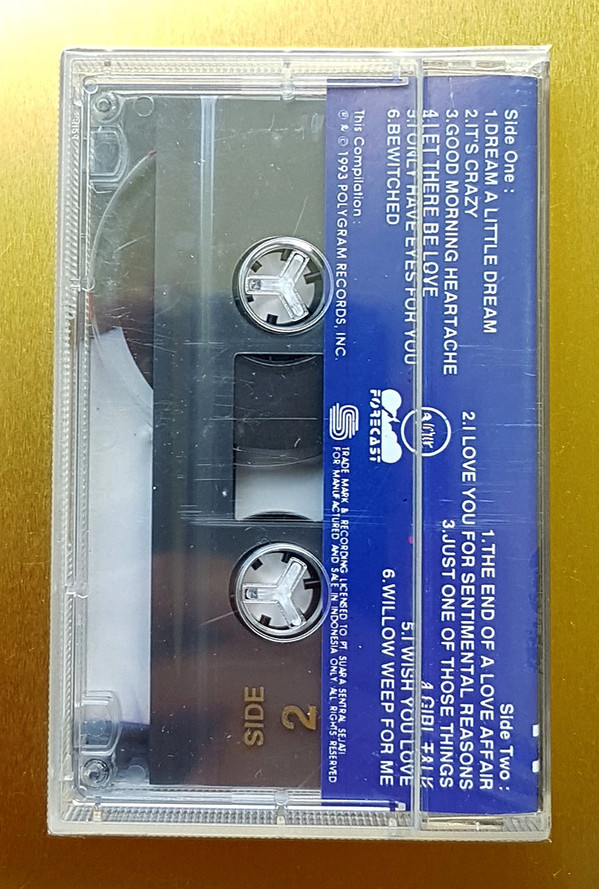 Side One :
1.DREAM A LITTLE DREAM
2.IT'S CRAZY
3.GOOD MORNING HEARTACHE
4.LET THERE BE LOVE
5.I ONLY HAVE EYES FOR YOU
6.BEWITCHED
Side Two :
1.THE END OF A LOVE AFFAIR
2.I LOVE YOU FOR SENTIMENTAL REASONS
3.JUST ONE OF THOSE THINGS
4.GIRL TALK
5.I WISH YOU LOVE
6.WILLOW WEEP FOR ME
This Compilation :
℗ & © 1993 POLYGRAM RECORDS, INC.
FORECAST
TRADE MARK & RECORDING LICENSED TO PT SUARA SENTRAL SEJATI
FOR MANUFACTURED AND SALE IN INDONESIA ONLY ALL RIGHTS RESERVED
SIDE
2